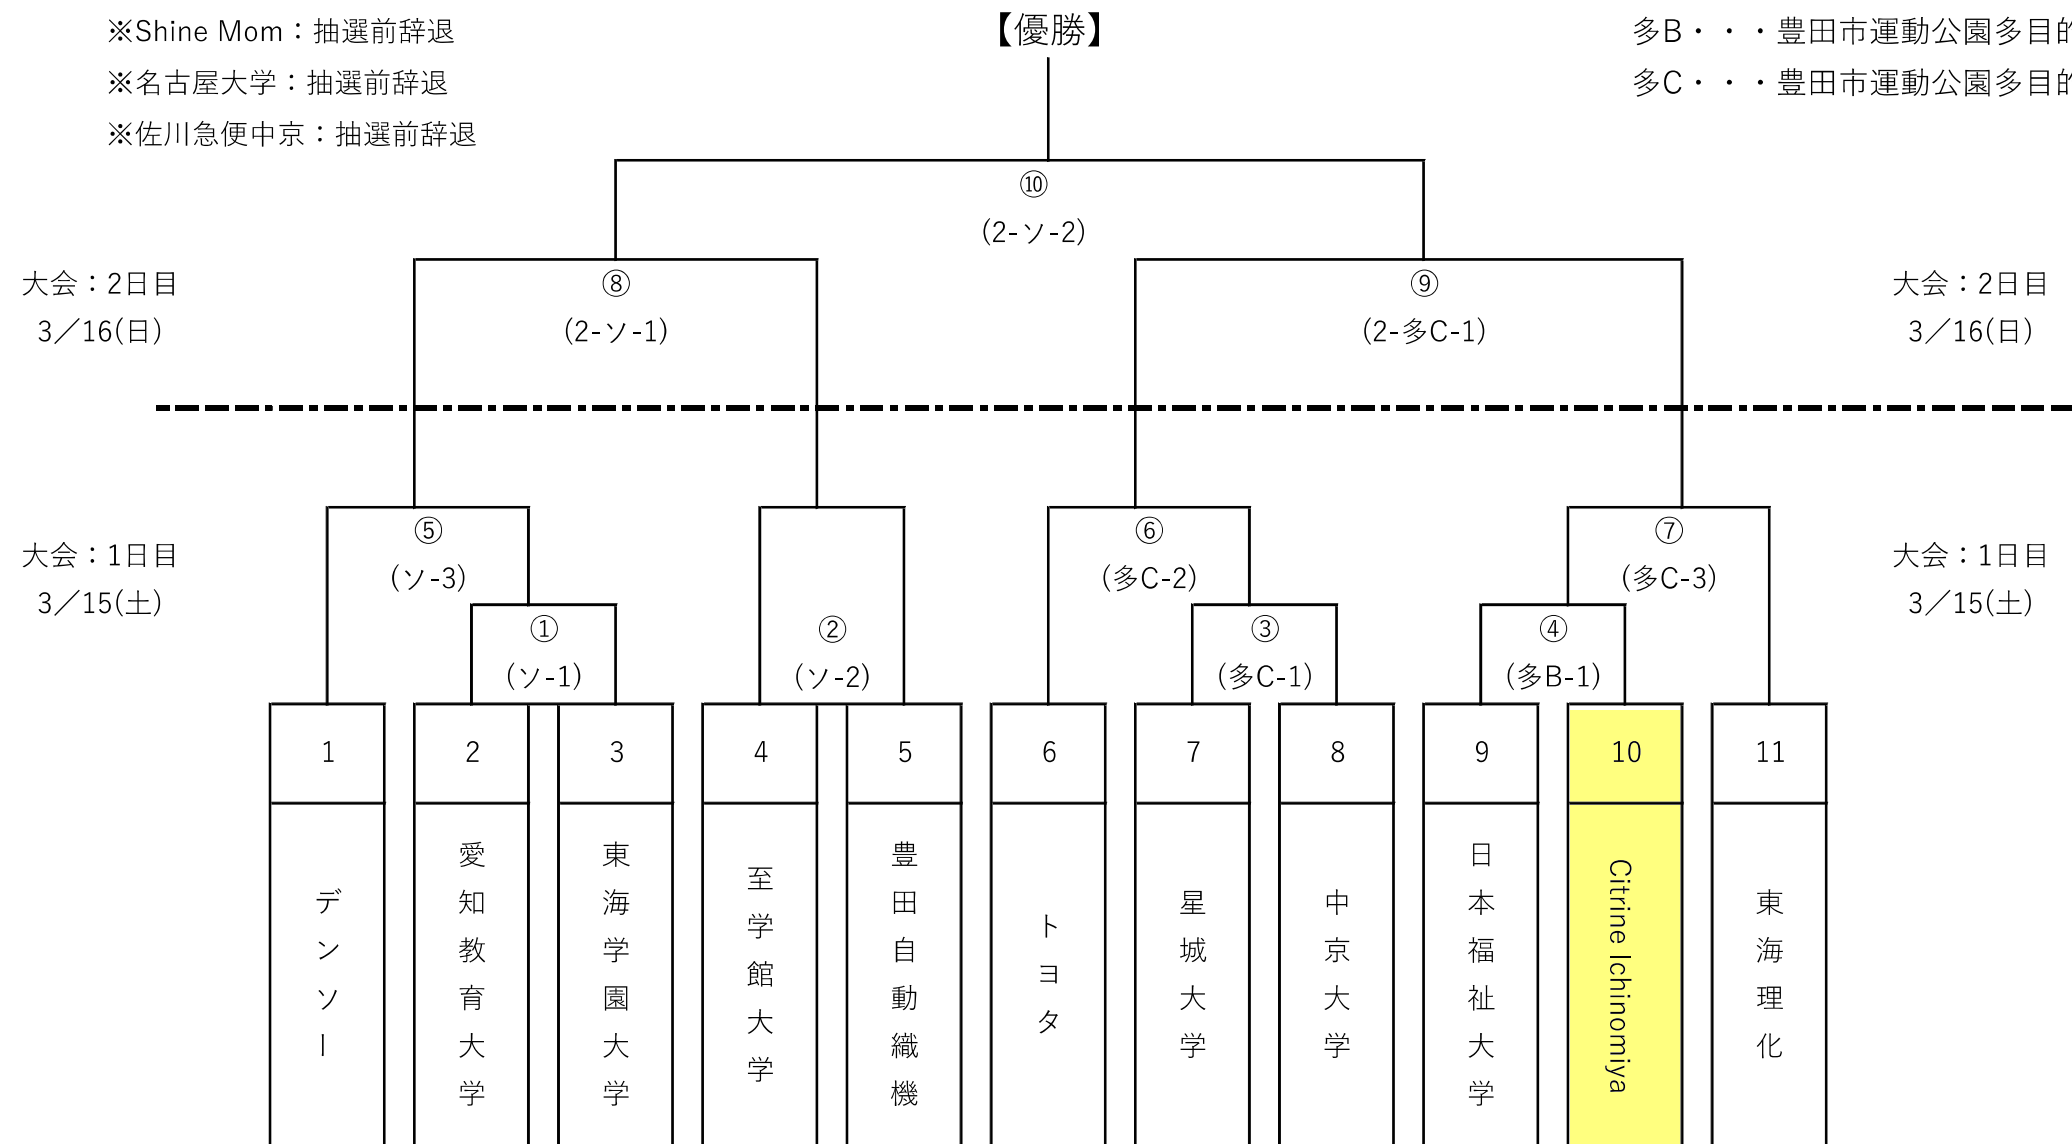 ※Shine Mom：抽選前辞退
※名古屋大学：抽選前辞退
※佐川急便中京：抽選前辞退
【優勝】
多B・・・豊田市運動公園多目的
多C・・・豊田市運動公園多目的
⑩
(2-ソ-2)
大会：2日目
3／16(日)
⑧
(2-ソ-1)
⑨
(2-多C-1)
大会：2日目
3／16(日)
大会：1日目
3／15(土)
⑤
(ソ-3)
⑥
(多C-2)
⑦
(多C-3)
大会：1日目
3／15(土)
①
(ソ-1)
②
(ソ-2)
③
(多C-1)
④
(多B-1)
1
デンソー
2
愛知教育大学
3
東海学園大学
4
至学館大学
5
豊田自動織機
6
トヨタ
7
星城大学
8
中京大学
9
日本福祉大学
10
Citrine Ichinomiya
11
東海理化